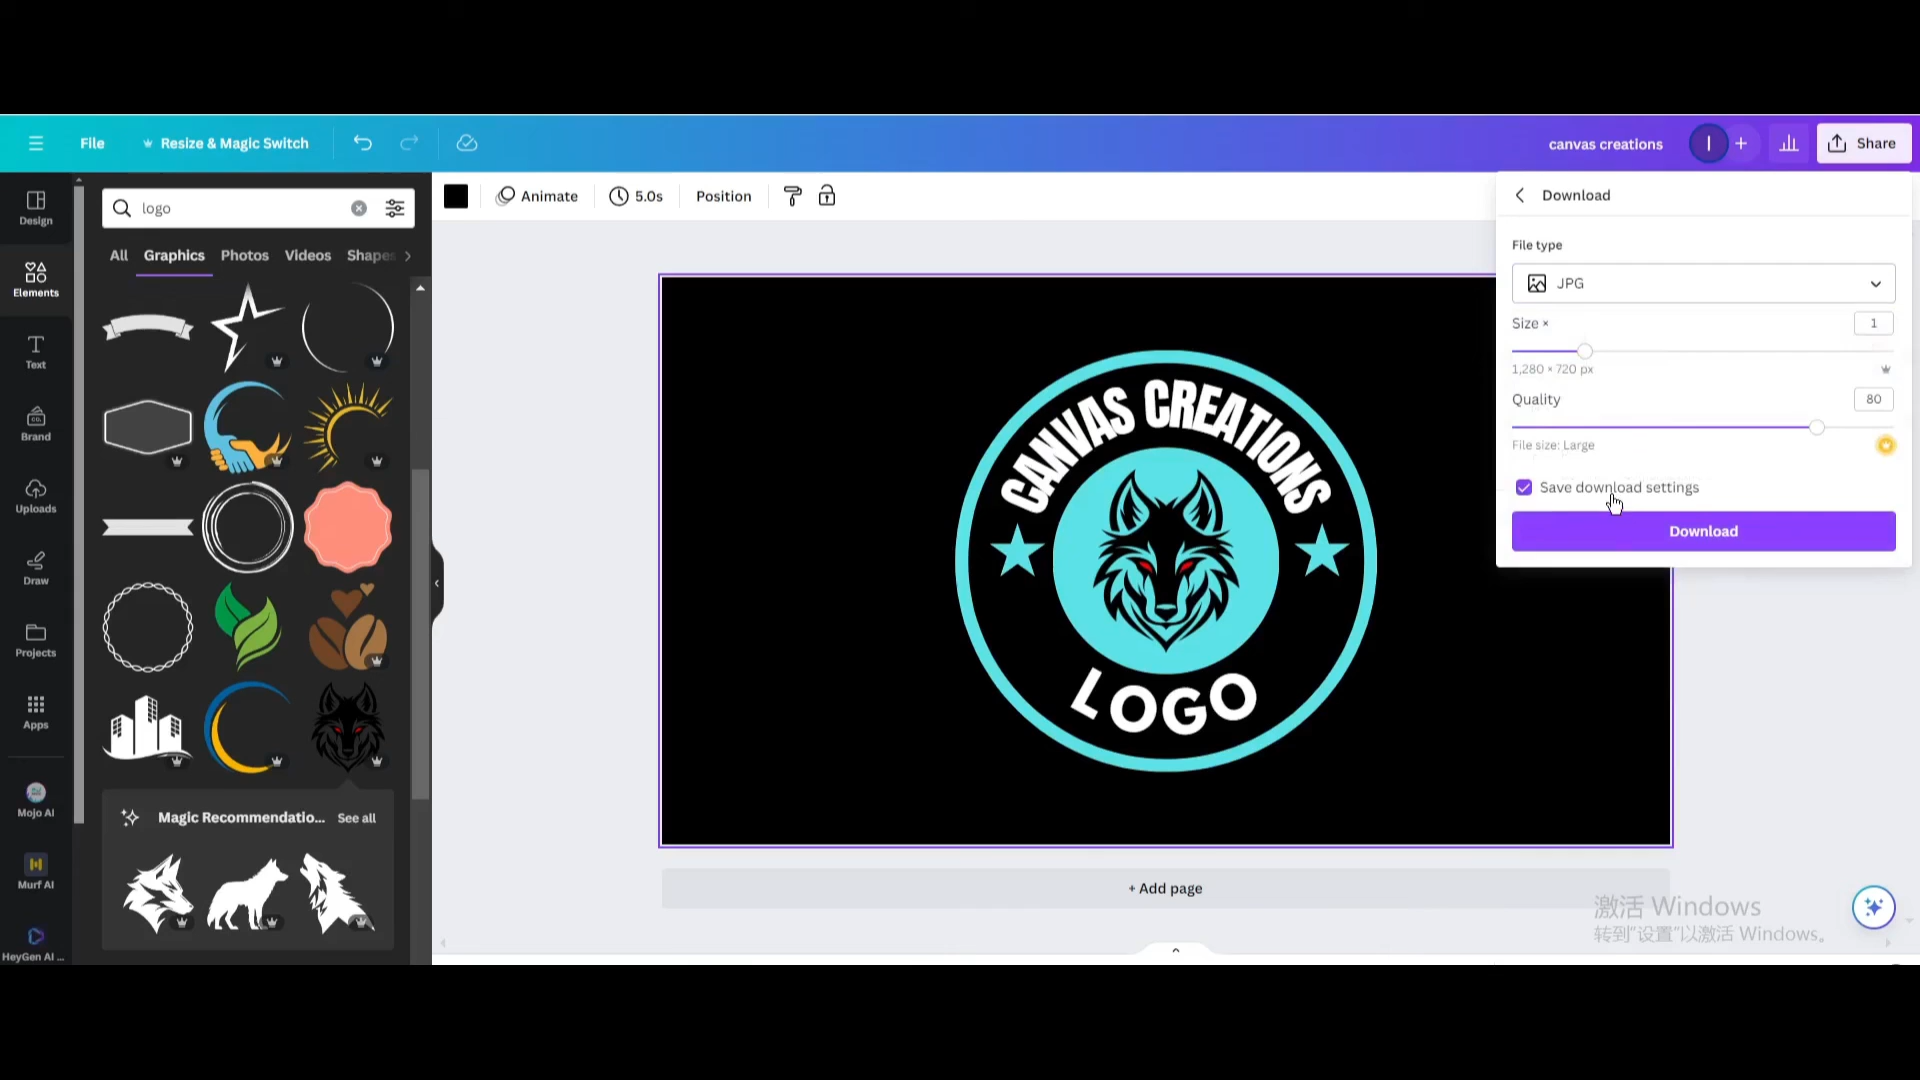 File
Resize & Magic Switch
canvas creations
I
Share
logo
All
Graphics
Photos
Videos
Shapes
Design
Elements
Text
Brand
Uploads
Draw
Projects
Apps
Mojo AI
Murf AI
HeyGen AI ...
Magic Recommendatio...
See all
Animate
5.0s
Position
CANVAS CREATIONS
LOGO
+ Add page
Download
File type
JPG
Size ×
1
1,280 × 720 px
Quality
80
File size: Large
Save download settings
Download
激活 Windows
转到"设置"以激活 Windows。